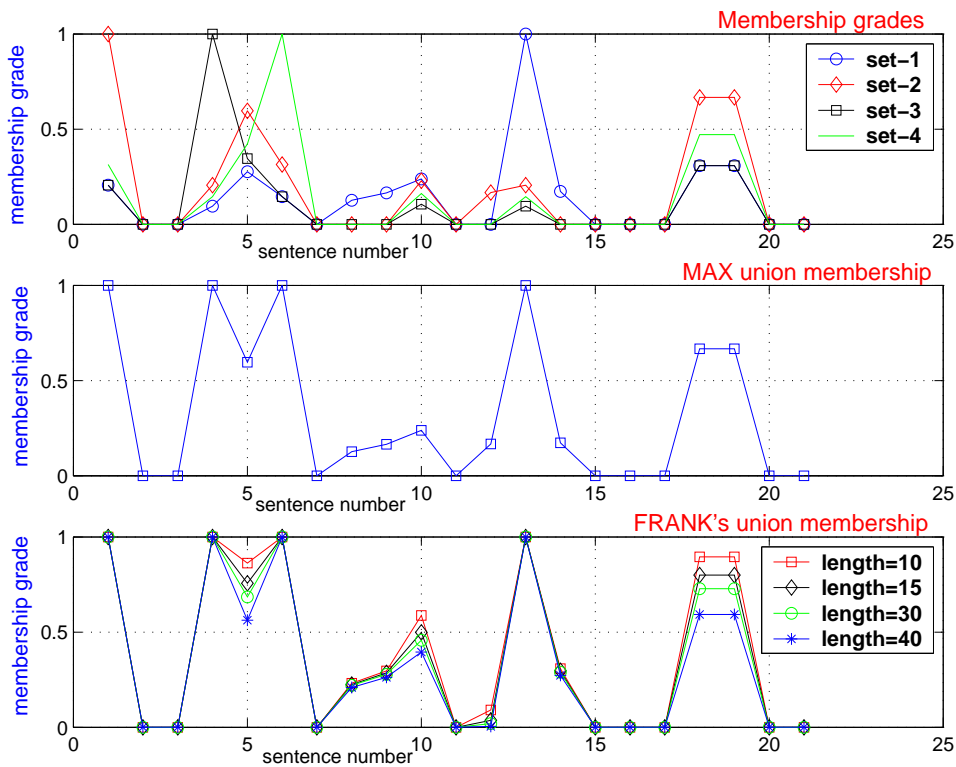 Membership grades
1
0.5
0
membership grade
set-1
set-2
set-3
set-4
0 5 10 15 20 25
sentence number
MAX union membership
1
0.5
0
membership grade
0 5 10 15 20 25
sentence number
FRANK's union membership
1
0.5
0
membership grade
length=10
length=15
length=30
length=40
0 5 10 15 20 25
sentence number